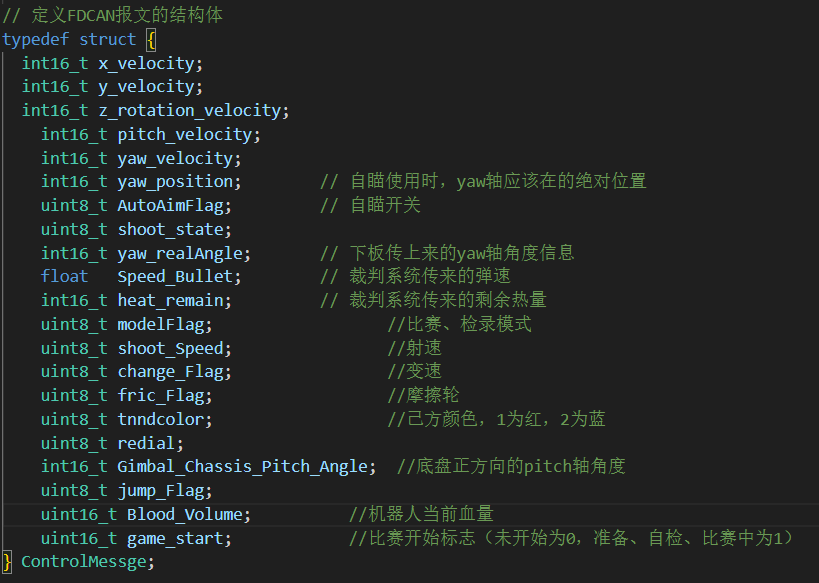 // 定义FDCAN报文的结构体
typedef struct {
int16_t x_velocity;
int16_t y_velocity;
int16_t z_rotation_velocity;
int16_t pitch_velocity;
int16_t yaw_velocity;
int16_t yaw_position; // 自瞄使用时，yaw轴应该在的绝对位置
uint8_t AutoAimFlag; // 自瞄开关
uint8_t shoot_state;
int16_t yaw_realAngle; // 下板传上来的yaw轴角度信息
float Speed_Bullet; // 裁判系统传来的弹速
int16_t heat_remain; // 裁判系统传来的剩余热量
uint8_t modelFlag; //比赛、检录模式
uint8_t shoot_Speed; //射速
uint8_t change_Flag; //变速
uint8_t fric_Flag; //摩擦轮
uint8_t tnndcolor; //己方颜色，1为红，2为蓝
uint8_t redial;
int16_t Gimbal_Chassis_Pitch_Angle; //底盘正方向的pitch轴角度
uint8_t jump_Flag;
uint16_t Blood_Volume; //机器人当前血量
uint16_t game_start; //比赛开始标志（未开始为0，准备、自检、比赛中为1）
} ControlMessge;